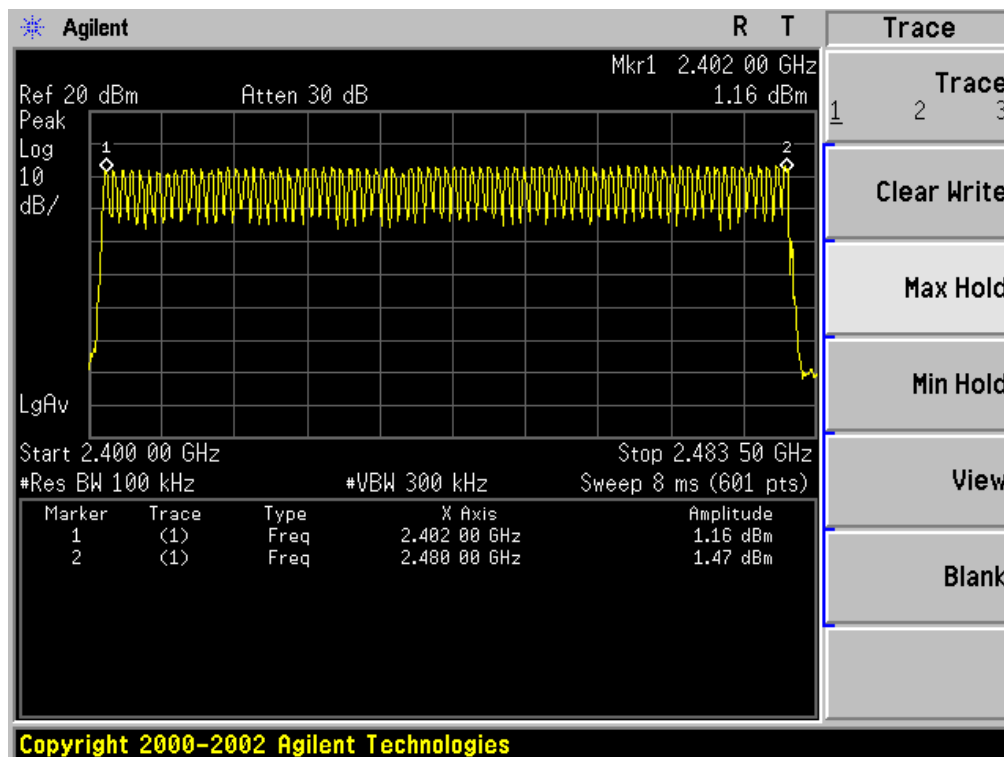 Agilent
R T
Trace
Mkr1 2.402 00 GHz
Ref 20 dBm Atten 30 dB 1.16 dBm
Peak
Log
10
dB/
1
2
LgAv
Start 2.400 00 GHz Stop 2.483 50 GHz
#Res BW 100 kHz #VBW 300 kHz Sweep 8 ms (601 pts)
Marker Trace Type X Axis Amplitude
1 (1) Freq 2.402 00 GHz 1.16 dBm
2 (1) Freq 2.480 00 GHz 1.47 dBm
Trace
1 2 3
Clear Write
Max Hold
Min Hold
View
Blank
Copyright 2000-2002 Agilent Technologies